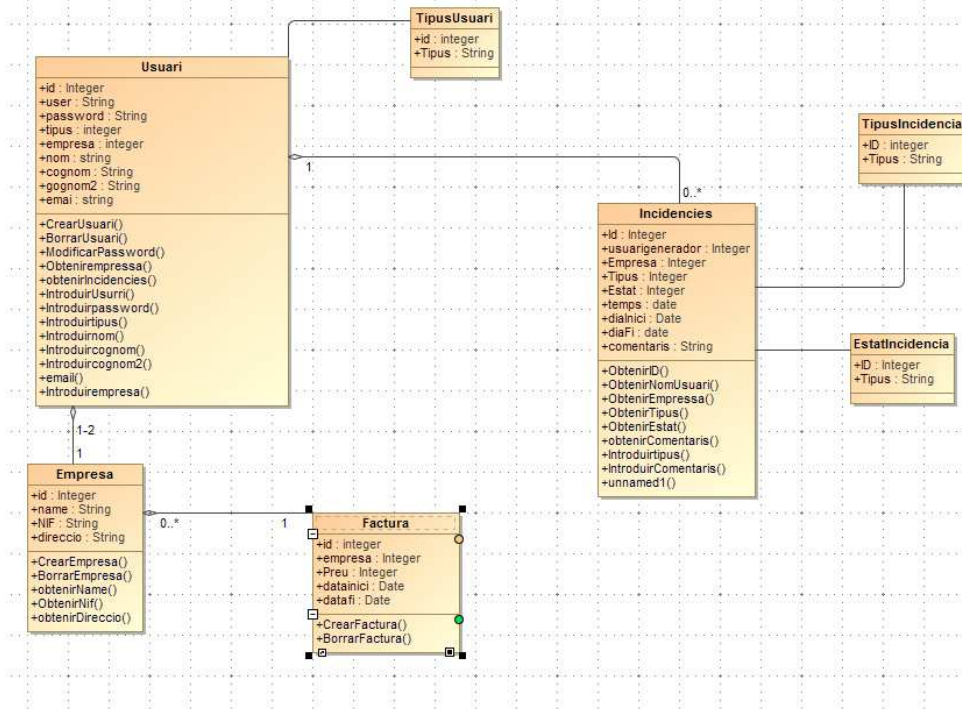 TipusUsuari
+id : integer
+Tipus : String
Usuari
+id : Integer
+user : String
+password : String
+tipus : integer
+empresa : integer
+nom : string
+cognom : String
+gognom2 : String
+emai : string
+CrearUsuari()
+BorrarUsuari()
+ModificarPassword()
+Obtenirempressa()
+obtenirIncidencies()
+IntroduirUsurri()
+Introduirpassword()
+Introduirtipus()
+Introduirnom()
+Introduircognom()
+Introduircognom2()
+email()
+Introduirempresa()
1
0..*
TipusIncidencia
+ID : integer
+Tipus : String
Incidencies
+Id : Integer
+usuarigenerador : Integer
+Empresa : Integer
+Tipus : Integer
+Estat : Integer
+temps : date
+diaInici : Date
+diaFi : date
+comentaris : String
+ObtenirID()
+ObtenirNomUsuari()
+ObtenirEmpressa()
+ObtenirTipus()
+ObtenirEstat()
+obtenirComentaris()
+Introduirtipus()
+IntroduirComentaris()
+unnamed1()
EstatIncidencia
+ID : Integer
+Tipus : String
1-2
1
Empresa
+id : Integer
+name : String
+NIF : String
+direccio : String
+CrearEmpresa()
+BorrarEmpresa()
+obtenirName()
+ObtenirNif()
+obtenirDireccio()
0..*
1
Factura
+id : integer
+empresa : Integer
+Preu : Integer
+datainici : Date
+datafi : Date
+CrearFactura()
+BorrarFactura()